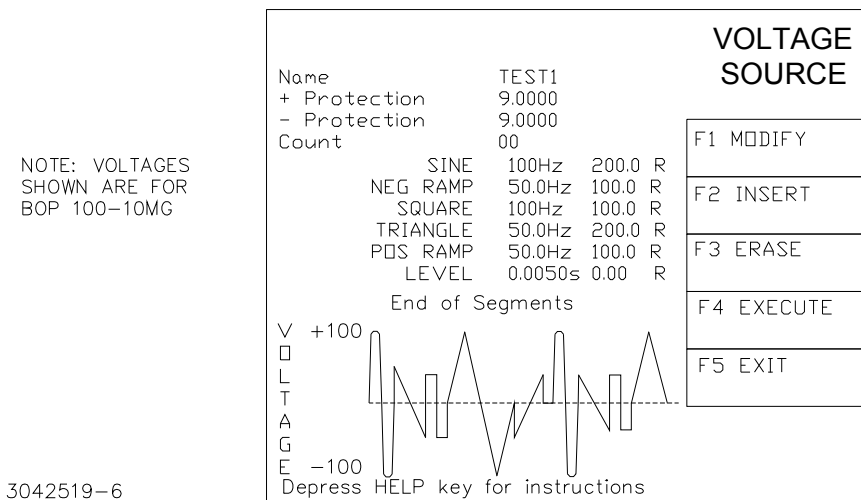 VOLTAGE
SOURCE
Name TEST1
+ Protection 9.0000
- Protection 9.0000
Count 00
SINE 100Hz 200.0 R
NEG RAMP 50.0Hz 100.0 R
SQUARE 100Hz 100.0 R
TRIANGLE 50.0Hz 200.0 R
POS RAMP 50.0Hz 100.0 R
LEVEL 0.0050s 0.00 R
End of Segments
F1 MODIFY
F2 INSERT
F3 ERASE
F4 EXECUTE
F5 EXIT
NOTE: VOLTAGES
SHOWN ARE FOR
BOP 100-10MG
VOLTAGE
+100
-100
Depress HELP key for instructions
3042519-6